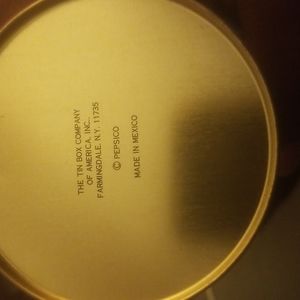 THE TIN BOX COMPANY
OF AMERICA, INC.
FARMINGDALE, N.Y. 11735
© PEPSICO
MADE IN MEXICO